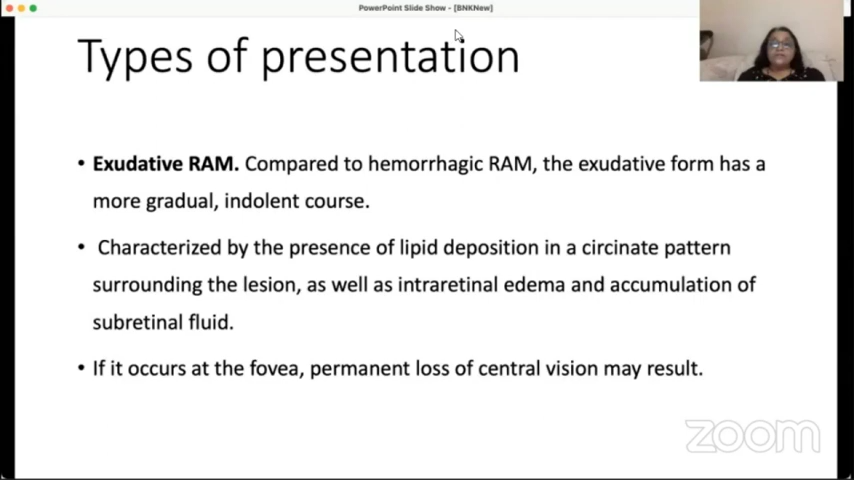 PowerPoint Slide Show - [BNKNew]
Types of presentation
• Exudative RAM. Compared to hemorrhagic RAM, the exudative form has a
more gradual, indolent course.
• Characterized by the presence of lipid deposition in a circinate pattern
surrounding the lesion, as well as intraretinal edema and accumulation of
subretinal fluid.
• If it occurs at the fovea, permanent loss of central vision may result.
zoom